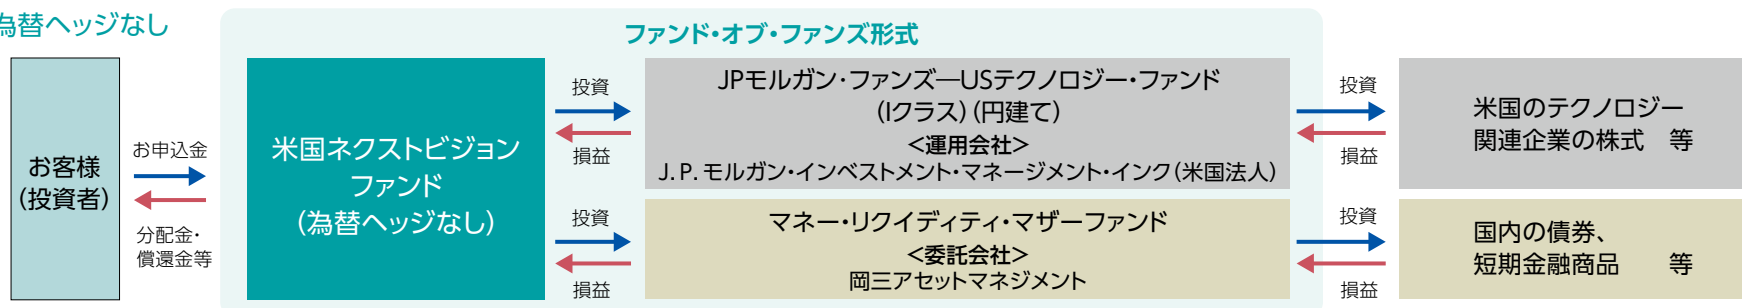 為替ヘッジなし
ファンド・オブ・ファンズ形式
お客様
(投資者)
お申込金
分配金・
償還金等
米国ネクストビジョン
ファンド
(為替ヘッジなし)
投資
損益
投資
損益
JPモルガン・ファンズ―USテクノロジー・ファンド
(Iクラス)(円建て)
<運用会社>
J.P.モルガン・インベストメント・マネージメント・インク(米国法人)
マネー・リクイディティ・マザーファンド
<委託会社>
岡三アセットマネジメント
投資
損益
投資
損益
米国のテクノロジー
関連企業の株式 等
国内の債券、
短期金融商品 等